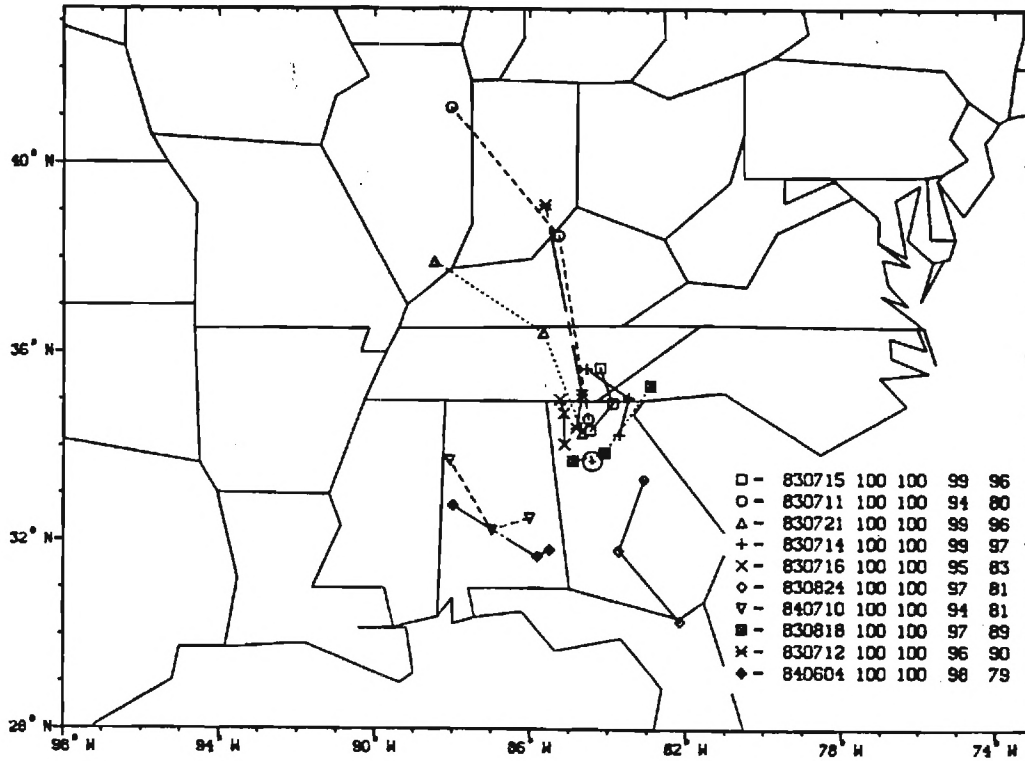 40° N
36° N
32° N
28° N
98° W
94° W
90° W
86° W
82° W
78° W
74° W
□ - 830715 100 100 99 96
○ - 830711 100 100 94 80
△ - 830721 100 100 99 96
+ - 830714 100 100 99 97
× - 830716 100 100 95 83
◇ - 830824 100 100 97 81
▽ - 840710 100 100 94 81
■ - 830818 100 100 97 89
ж - 830712 100 100 96 90
◆ - 840604 100 100 98 79